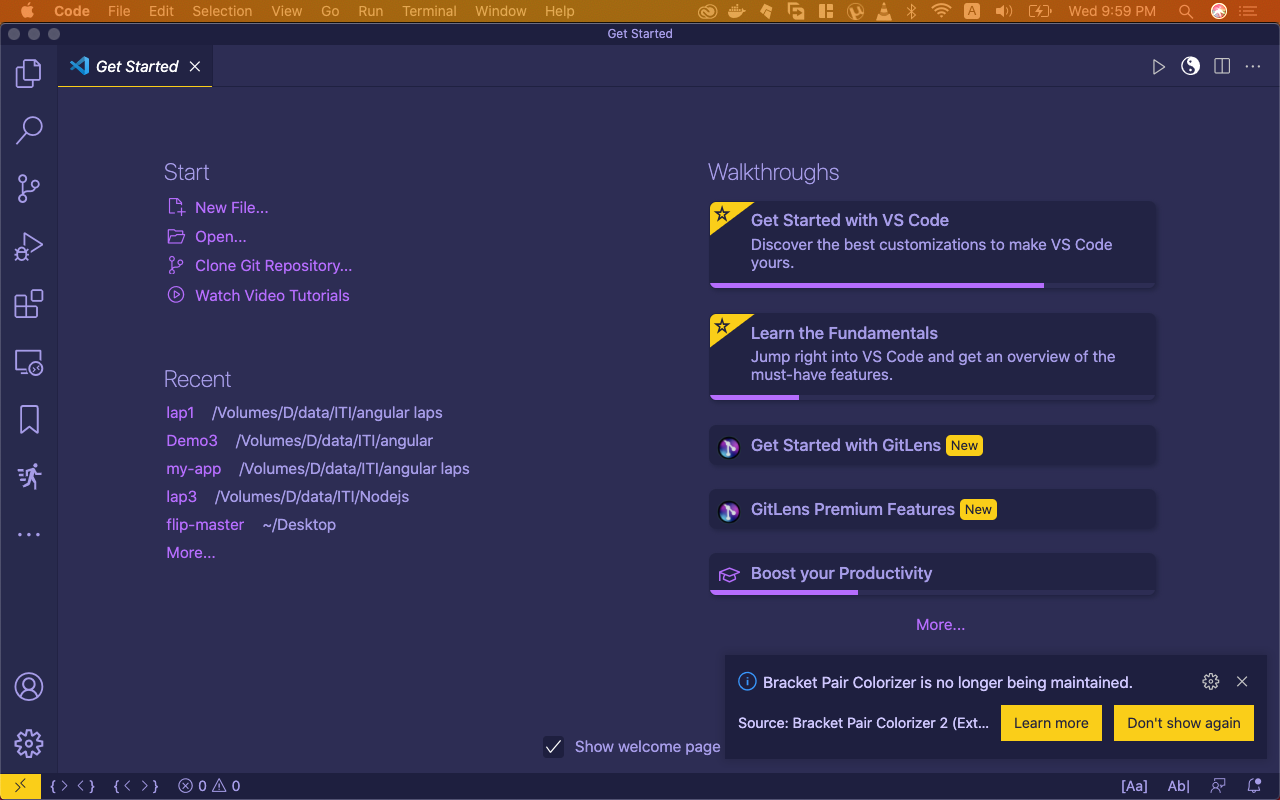 Code File Edit Selection View Go Run Terminal Window Help A Wed 9:59 PM
Get Started
Get Started
Start
New File...
Open...
Clone Git Repository...
Watch Video Tutorials
Recent
lap1 /Volumes/D/data/ITI/angular laps
Demo3 /Volumes/D/data/ITI/angular
my-app /Volumes/D/data/ITI/angular laps
lap3 /Volumes/D/data/ITI/Nodejs
flip-master ~/Desktop
More...
Walkthroughs
Get Started with VS Code
Discover the best customizations to make VS Code
yours.
Learn the Fundamentals
Jump right into VS Code and get an overview of the
must-have features.
Get Started with GitLens New
GitLens Premium Features New
Boost your Productivity
More...
Bracket Pair Colorizer is no longer being maintained.
Source: Bracket Pair Colorizer 2 (Ext... Learn more Don't show again
Show welcome page
{ > < } { < > } 0 0 [Aa] Ab|